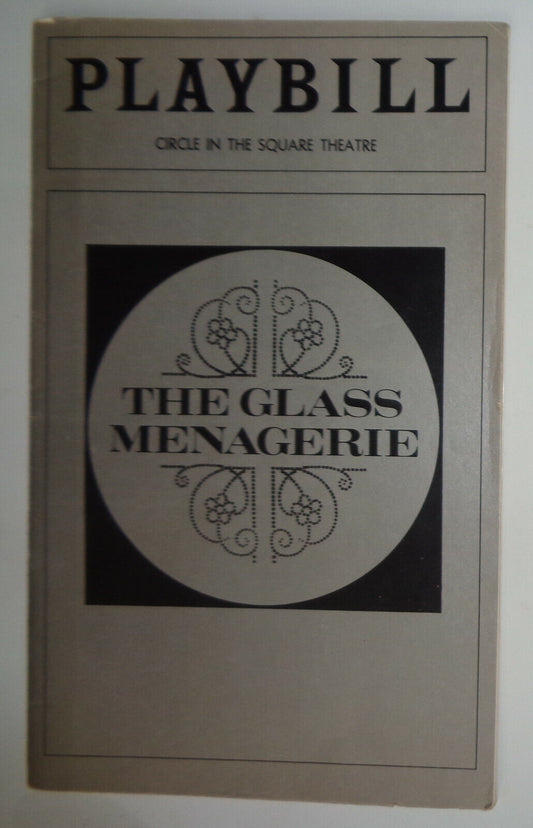 PLAYBILL
CIRCLE IN THE SQUARE THEATRE
THE GLASS
MENAGERIE